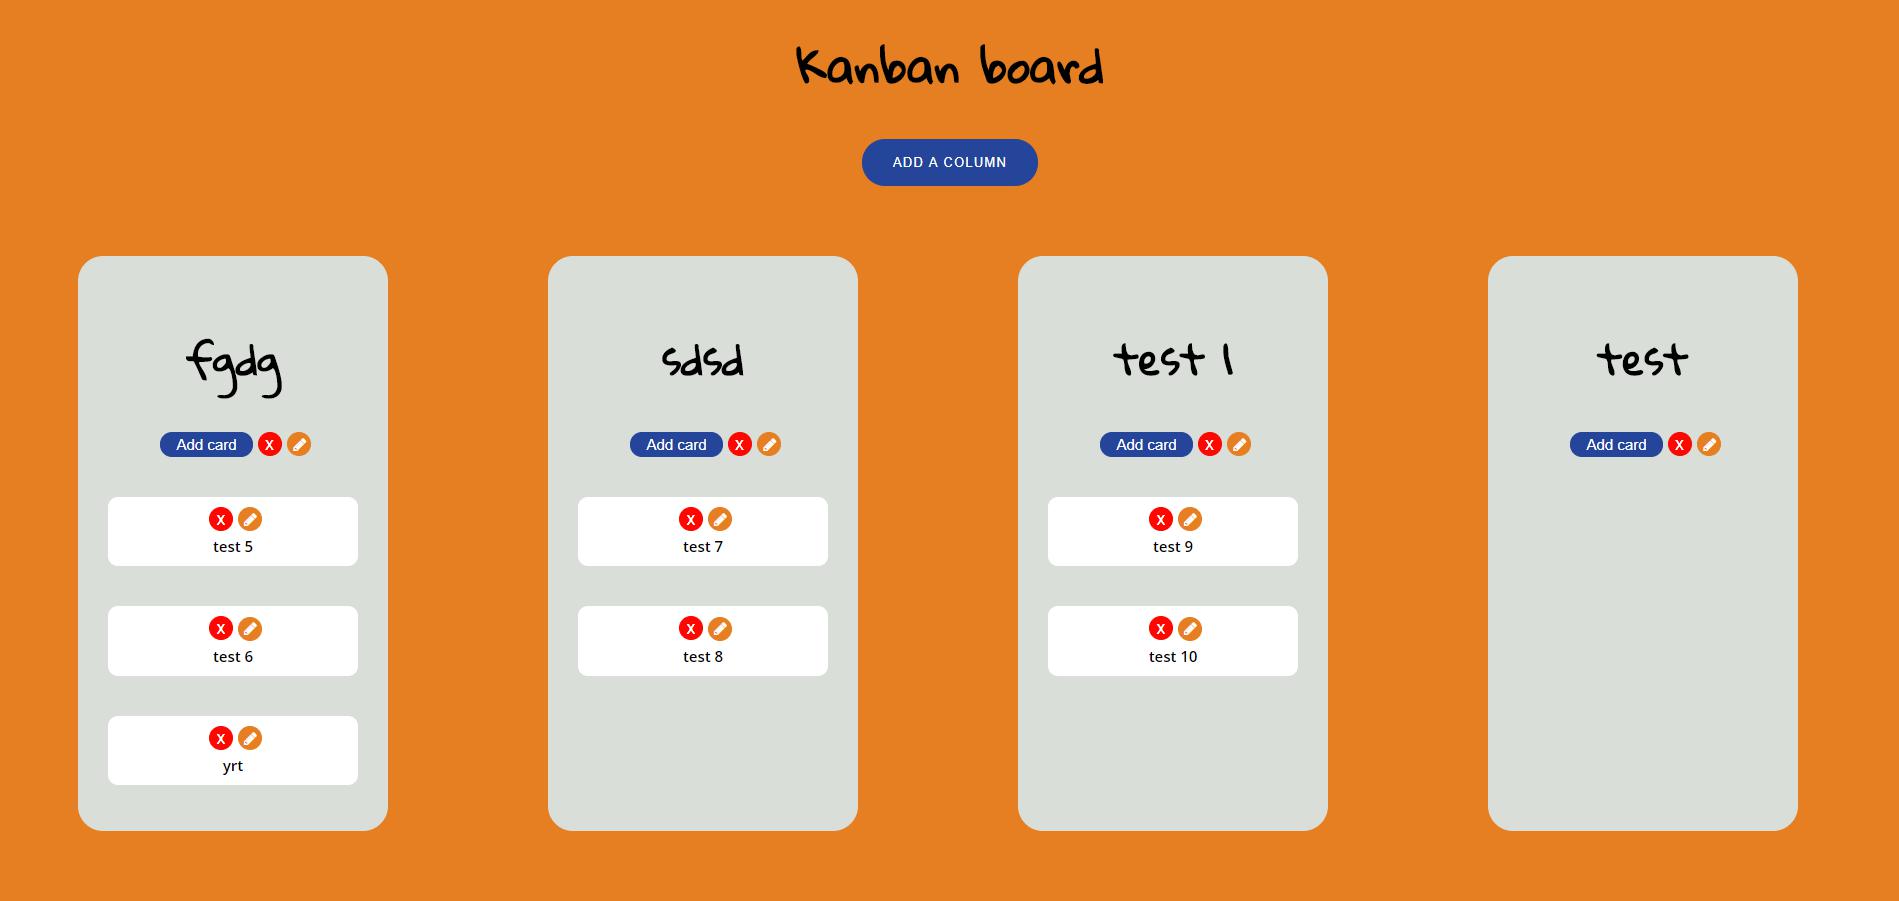 Kanban board
ADD A COLUMN
fgdg
Add card X
X
test 5
X
test 6
X
yrt
sdsd
Add card X
X
test 7
X
test 8
test 1
Add card X
X
test 9
X
test 10
test
Add card X